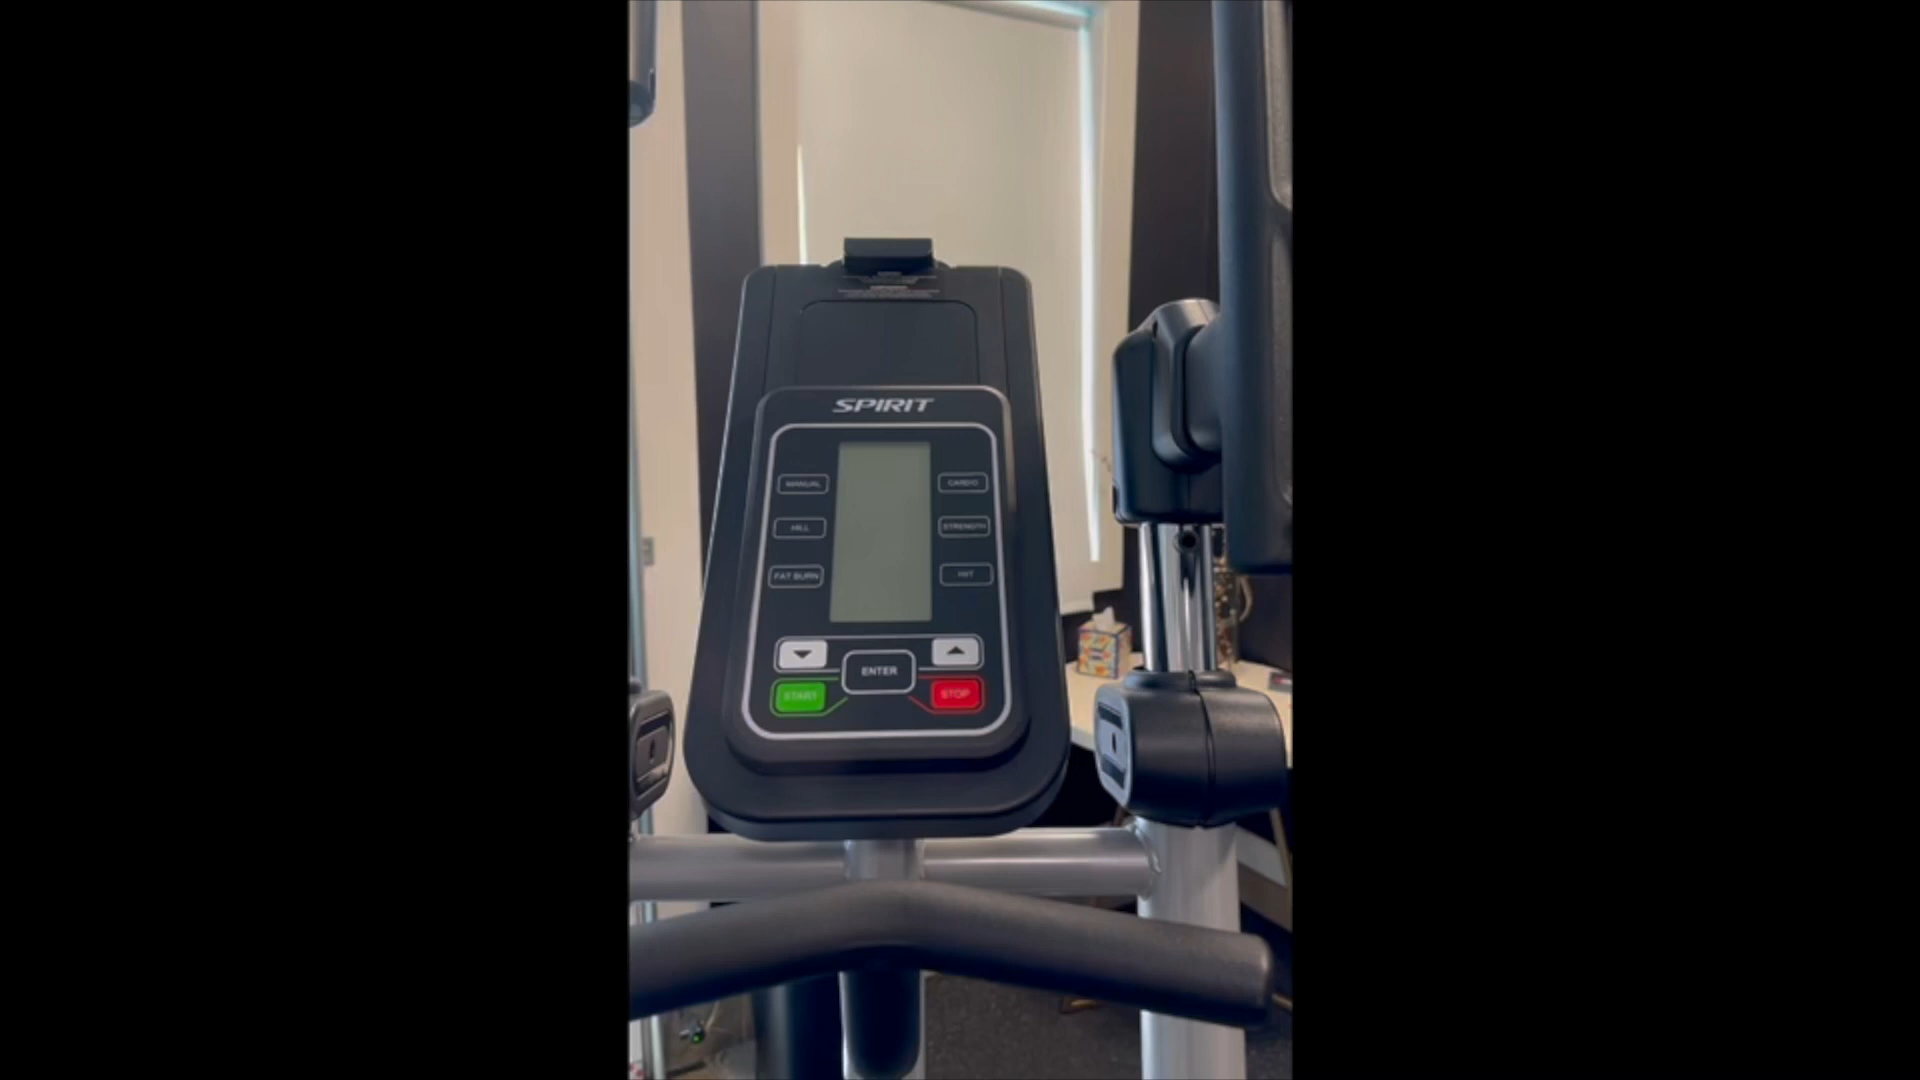 SPIRIT
MANUAL
CARDIO
HILL
STRENGTH
FAT BURN
HIIT
ENTER
START
STOP